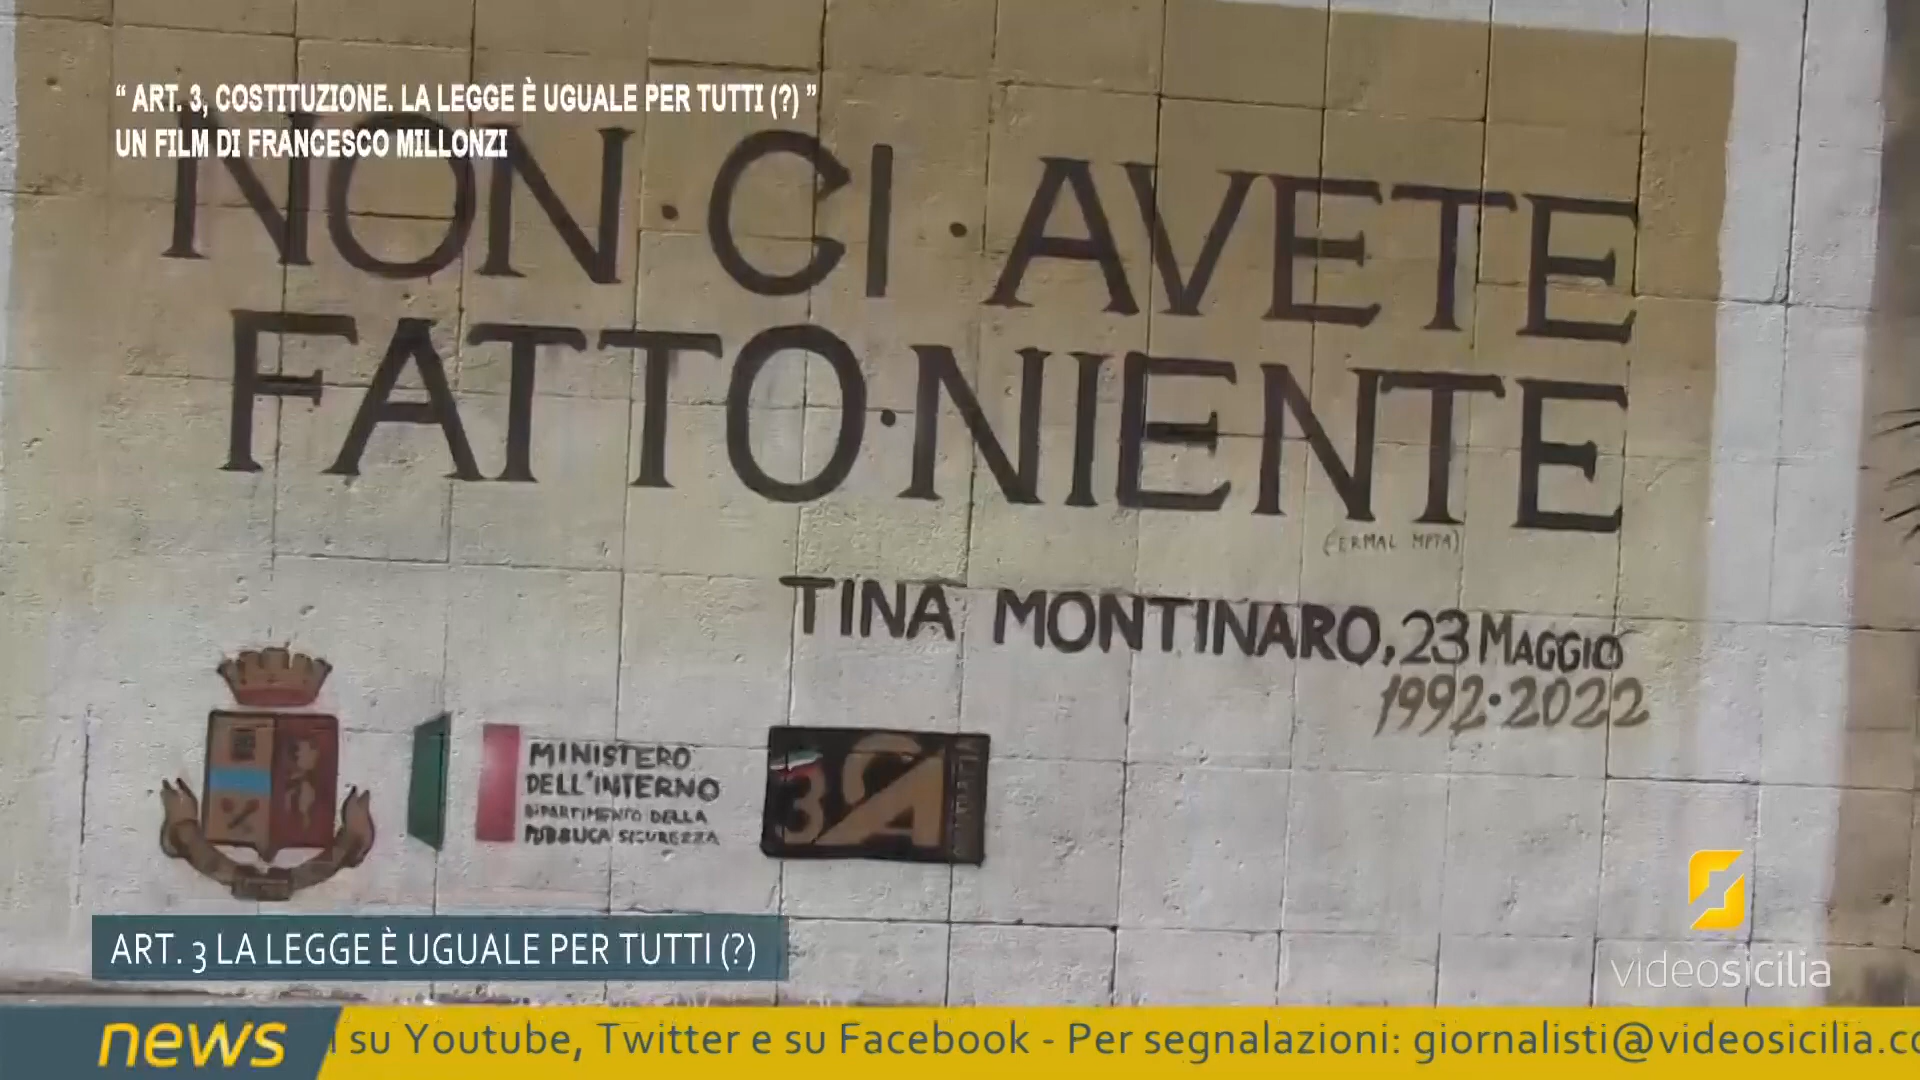 “ ART. 3, COSTITUZIONE. LA LEGGE È UGUALE PER TUTTI (?) ”
UN FILM DI FRANCESCO MILLONZI
NON·CI·AVETE
FATTO·NIENTE
(ERMAL META)
TINA MONTINARO, 23 MAGGIO
1992·2022
MINISTERO
DELL'INTERNO
DIPARTIMENTO DELLA
PUBBLICA SICUREZZA
3A
ART. 3 LA LEGGE È UGUALE PER TUTTI (?)
videosicilia
news
su Youtube, Twitter e su Facebook - Per segnalazioni: giornalisti@videosicilia.co